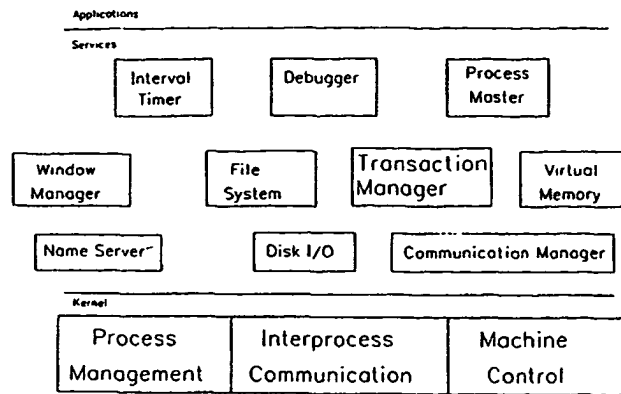 Applications
Services
Interval
Timer
Debugger
Process
Master
Window
Manager
File
System
Transaction
Manager
Virtual
Memory
Name Server
Disk I/O
Communication Manager
Kernel
Process
Management
Interprocess
Communication
Machine
Control